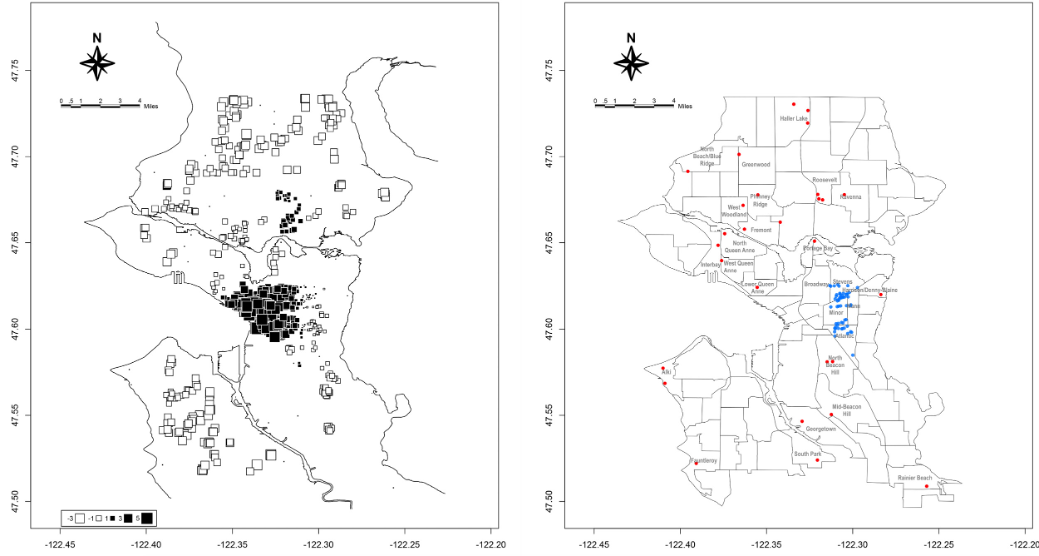 N
0 .5 1 2 3 4 Miles
47.75
47.70
47.65
47.60
47.55
47.50
-3 -1 1 3 5
-122.45 -122.40 -122.35 -122.30 -122.25 -122.20
N
0 .5 1 2 3 4 Miles
47.75
47.70
47.65
47.60
47.55
47.50
Haller Lake
North
Beach/Blue
Ridge
Greenwood
Roosevelt
Phinney
Ridge
Ravenna
West
Woodland
Fremont
North
Queen Anne
Portage Bay
Interbay
West Queen
Anne
Lower Queen
Anne
Broadway
Stevens
Harrison/Denny-Blaine
Minor
Atlantic
North
Beacon
Hill
Alki
Mid-Beacon
Hill
Georgetown
South Park
Fauntleroy
Rainier Beach
-122.45 -122.40 -122.35 -122.30 -122.25 -122.20